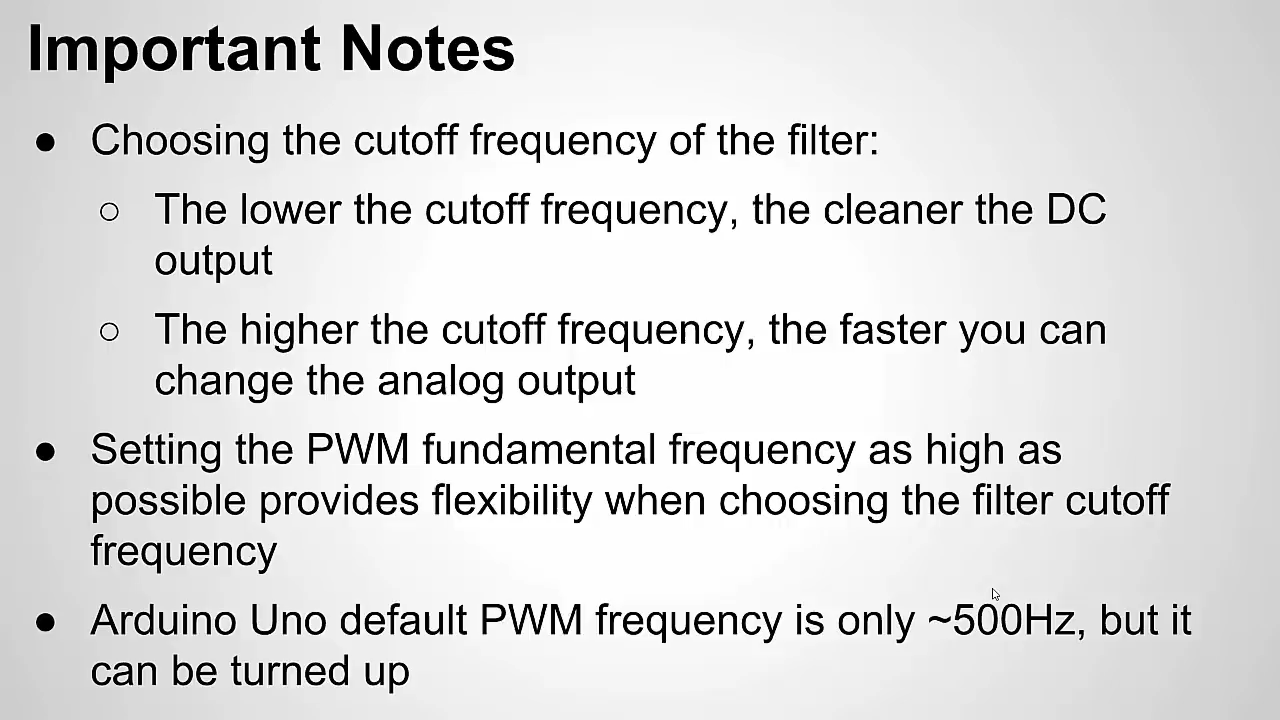 Important Notes
● Choosing the cutoff frequency of the filter:
○ The lower the cutoff frequency, the cleaner the DC
output
○ The higher the cutoff frequency, the faster you can
change the analog output
● Setting the PWM fundamental frequency as high as
possible provides flexibility when choosing the filter cutoff
frequency
● Arduino Uno default PWM frequency is only ~500Hz, but it
can be turned up